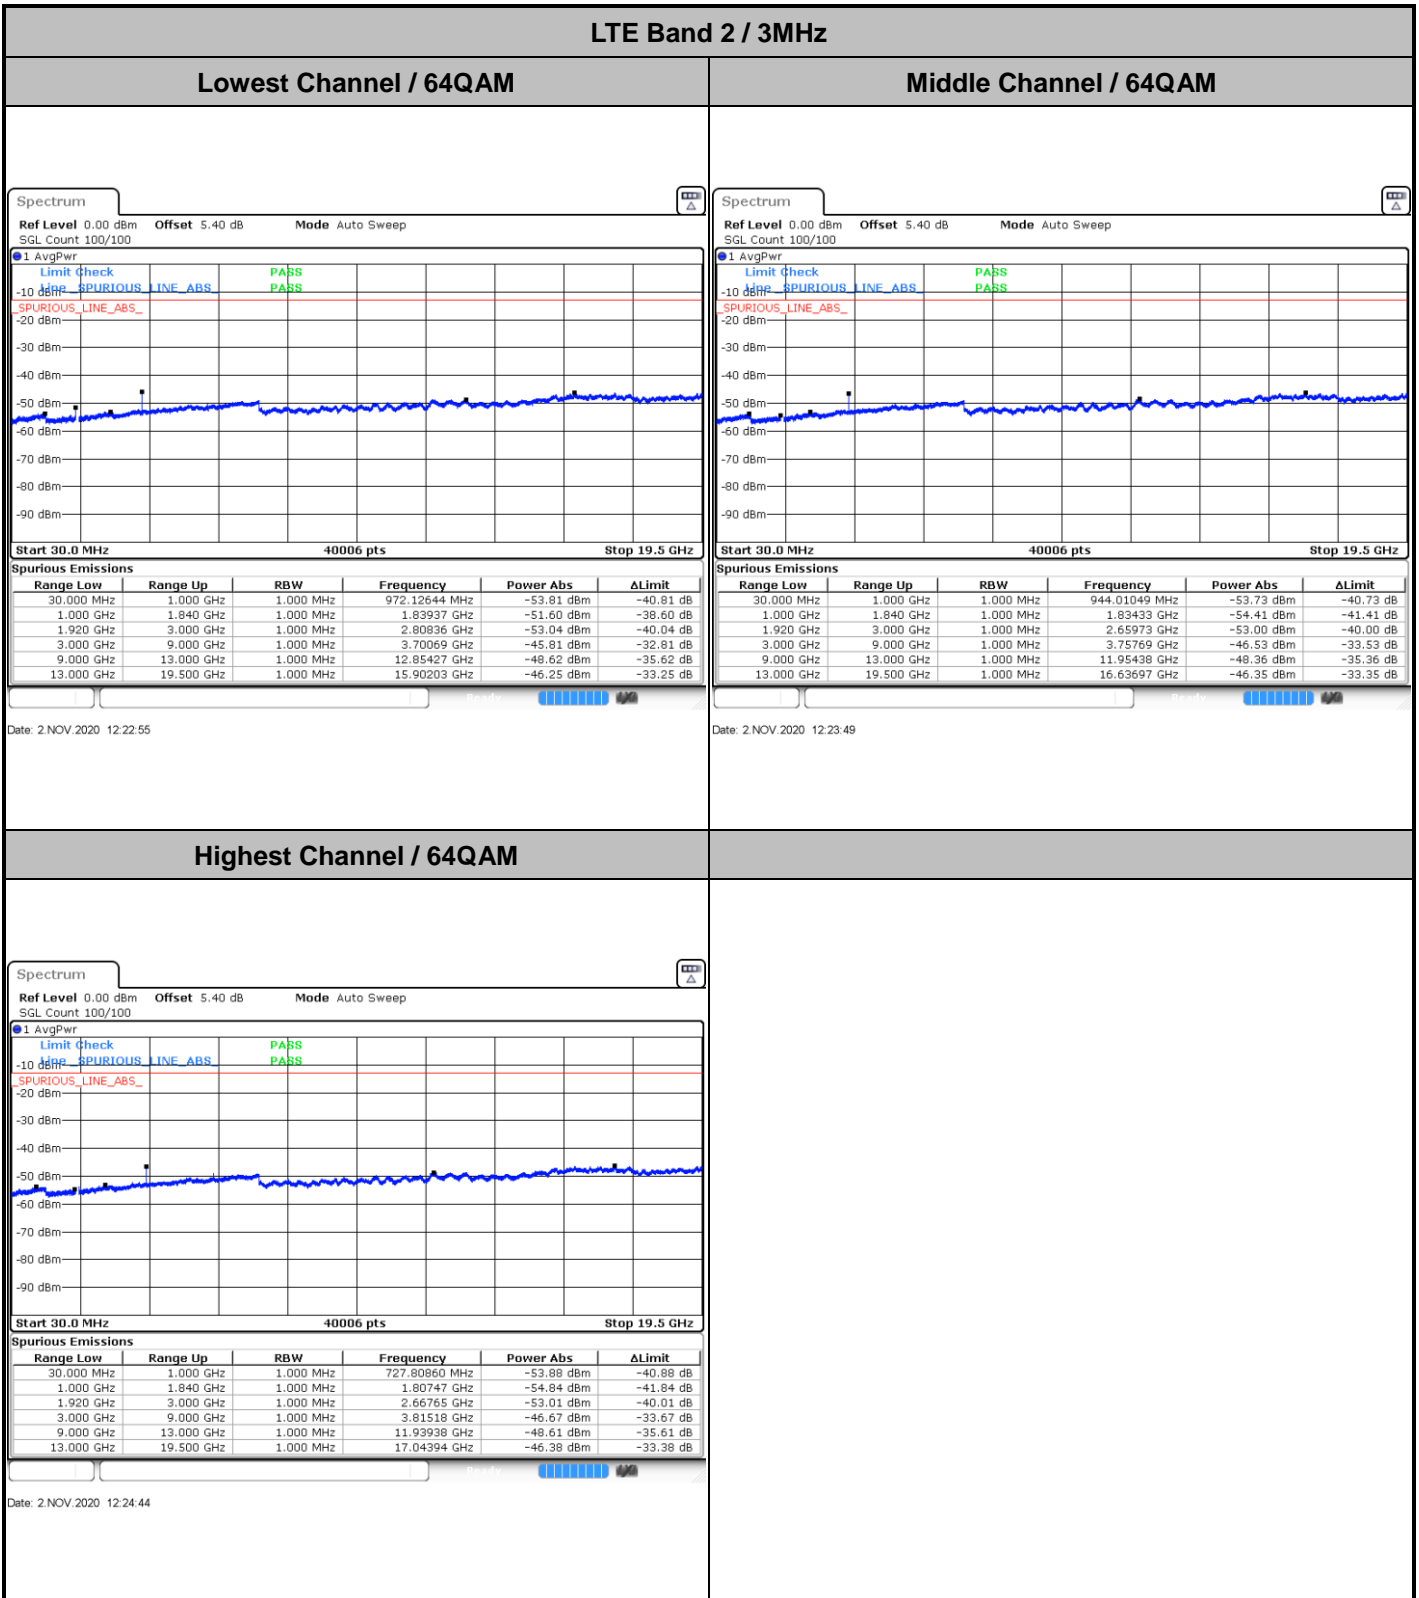 LTE Band 2 / 3MHz
Lowest Channel / 64QAM
Middle Channel / 64QAM
Spectrum
Ref Level 0.00 dBm Offset 5.40 dB Mode Auto Sweep
SGL Count 100/100
1 AvgPwr
Limit Check PASS
Line _SPURIOUS_LINE_ABS_ PASS
-10 dBm
_SPURIOUS_LINE_ABS_
-20 dBm
-30 dBm
-40 dBm
-50 dBm
-60 dBm
-70 dBm
-80 dBm
-90 dBm
Start 30.0 MHz 40006 pts Stop 19.5 GHz
Spurious Emissions
Range Low Range Up RBW Frequency Power Abs ΔLimit
30.000 MHz 1.000 GHz 1.000 MHz 972.12644 MHz -53.81 dBm -40.81 dB
1.000 GHz 1.840 GHz 1.000 MHz 1.83937 GHz -51.60 dBm -38.60 dB
1.920 GHz 3.000 GHz 1.000 MHz 2.80836 GHz -53.04 dBm -40.04 dB
3.000 GHz 9.000 GHz 1.000 MHz 3.70069 GHz -45.81 dBm -32.81 dB
9.000 GHz 13.000 GHz 1.000 MHz 12.85427 GHz -48.62 dBm -35.62 dB
13.000 GHz 19.500 GHz 1.000 MHz 15.90203 GHz -46.25 dBm -33.25 dB
Date: 2.NOV.2020 12:22:55
Spectrum
Ref Level 0.00 dBm Offset 5.40 dB Mode Auto Sweep
SGL Count 100/100
1 AvgPwr
Limit Check PASS
Line _SPURIOUS_LINE_ABS_ PASS
-10 dBm
_SPURIOUS_LINE_ABS_
-20 dBm
-30 dBm
-40 dBm
-50 dBm
-60 dBm
-70 dBm
-80 dBm
-90 dBm
Start 30.0 MHz 40006 pts Stop 19.5 GHz
Spurious Emissions
Range Low Range Up RBW Frequency Power Abs ΔLimit
30.000 MHz 1.000 GHz 1.000 MHz 944.01049 MHz -53.73 dBm -40.73 dB
1.000 GHz 1.840 GHz 1.000 MHz 1.83433 GHz -54.41 dBm -41.41 dB
1.920 GHz 3.000 GHz 1.000 MHz 2.65973 GHz -53.00 dBm -40.00 dB
3.000 GHz 9.000 GHz 1.000 MHz 3.75769 GHz -46.53 dBm -33.53 dB
9.000 GHz 13.000 GHz 1.000 MHz 11.95438 GHz -48.36 dBm -35.36 dB
13.000 GHz 19.500 GHz 1.000 MHz 16.63697 GHz -46.35 dBm -33.35 dB
Date: 2.NOV.2020 12:23:49
Highest Channel / 64QAM
Spectrum
Ref Level 0.00 dBm Offset 5.40 dB Mode Auto Sweep
SGL Count 100/100
1 AvgPwr
Limit Check PASS
Line _SPURIOUS_LINE_ABS_ PASS
-10 dBm
_SPURIOUS_LINE_ABS_
-20 dBm
-30 dBm
-40 dBm
-50 dBm
-60 dBm
-70 dBm
-80 dBm
-90 dBm
Start 30.0 MHz 40006 pts Stop 19.5 GHz
Spurious Emissions
Range Low Range Up RBW Frequency Power Abs ΔLimit
30.000 MHz 1.000 GHz 1.000 MHz 727.80860 MHz -53.88 dBm -40.88 dB
1.000 GHz 1.840 GHz 1.000 MHz 1.80747 GHz -54.84 dBm -41.84 dB
1.920 GHz 3.000 GHz 1.000 MHz 2.66765 GHz -53.01 dBm -40.01 dB
3.000 GHz 9.000 GHz 1.000 MHz 3.81518 GHz -46.67 dBm -33.67 dB
9.000 GHz 13.000 GHz 1.000 MHz 11.93938 GHz -48.61 dBm -35.61 dB
13.000 GHz 19.500 GHz 1.000 MHz 17.04394 GHz -46.38 dBm -33.38 dB
Date: 2.NOV.2020 12:24:44